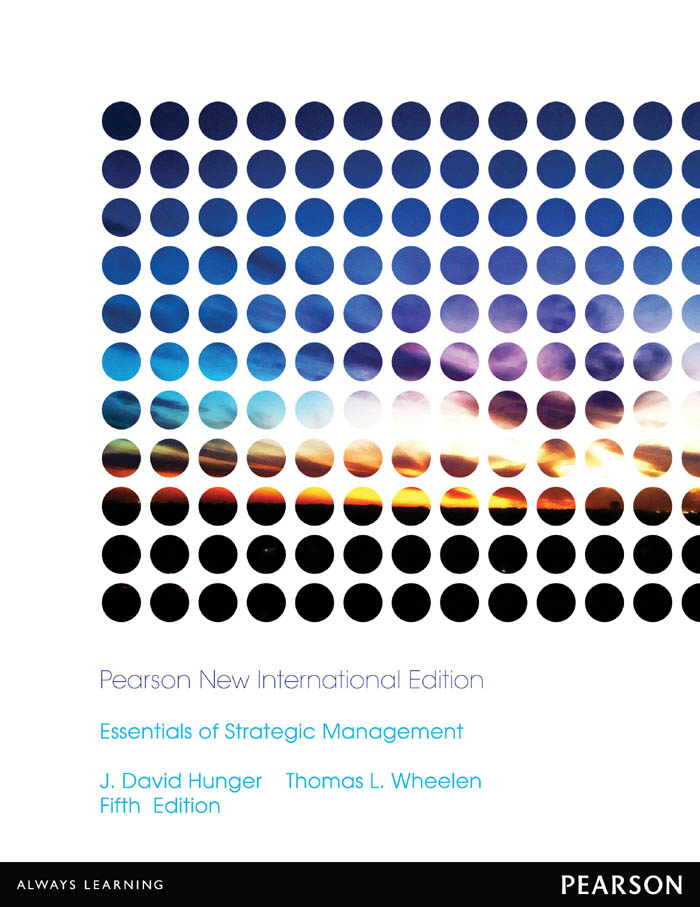 Pearson New International Edition
Essentials of Strategic Management
J. David Hunger Thomas L. Wheelen
Fifth Edition
ALWAYS LEARNING PEARSON